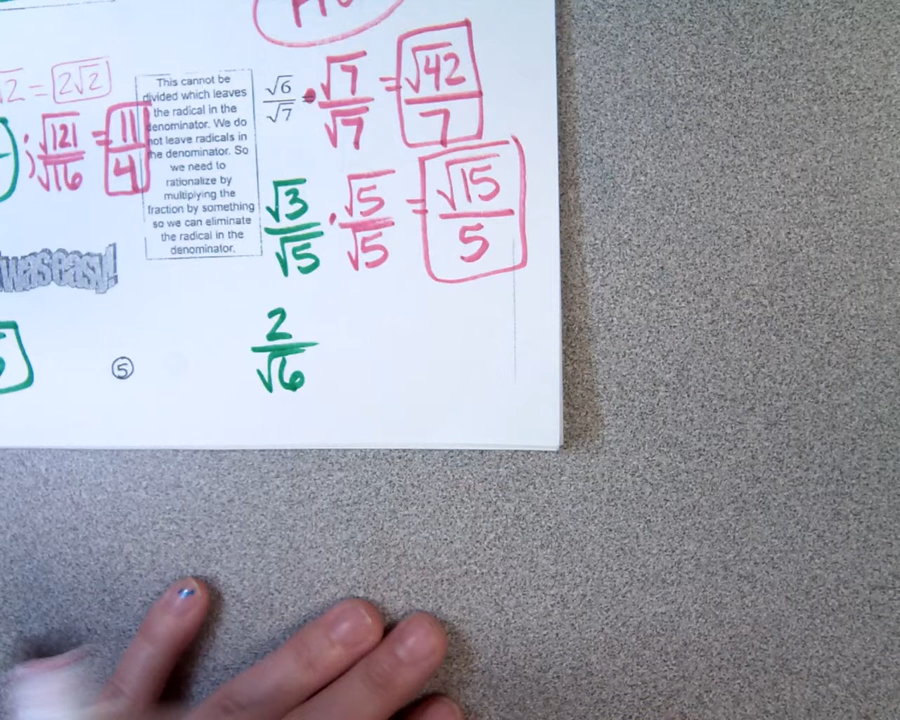 √2 = 2√2
√121/√16 = 11/4
This cannot be
divided which leaves
the radical in the
denominator. We do
not leave radicals in
the denominator. So
we need to
rationalize by
multiplying the
fraction by something
so we can eliminate
the radical in the
denominator.
√6/√7 • √7/√7 = √42/7
√3/√5 · √5/√5 = √15/5
was easy!
2/√6
5